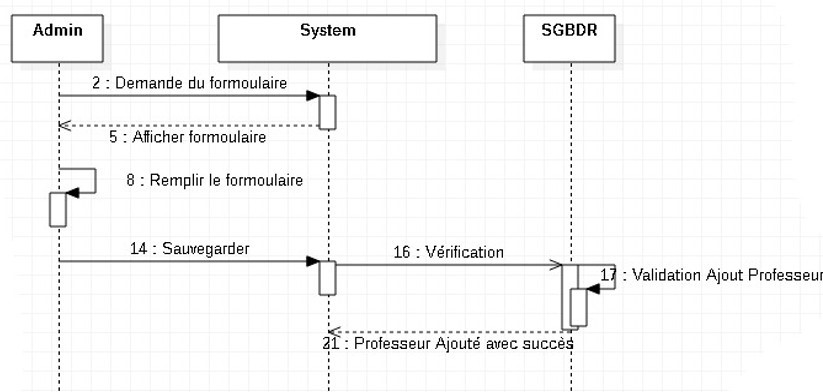 Admin
System
SGBDR
2 : Demande du formoulaire
5 : Afficher formoulaire
8 : Remplir le formoulaire
14 : Sauvegarder
16 : Vérification
17 : Validation Ajout Professeur
21 : Professeur Ajouté avec succès